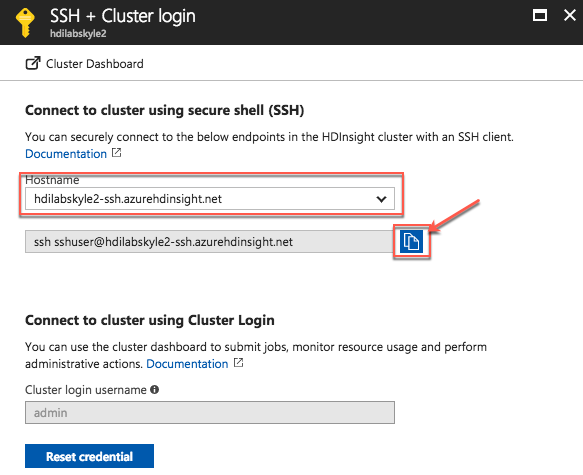 SSH + Cluster login
hdilabskyle2
Cluster Dashboard
Connect to cluster using secure shell (SSH)
You can securely connect to the below endpoints in the HDInsight cluster with an SSH client.
Documentation
Hostname
hdilabskyle2-ssh.azurehdinsight.net
ssh sshuser@hdilabskyle2-ssh.azurehdinsight.net
Connect to cluster using Cluster Login
You can use the cluster dashboard to submit jobs, monitor resource usage and perform
administrative actions. Documentation
Cluster login username
admin
Reset credential